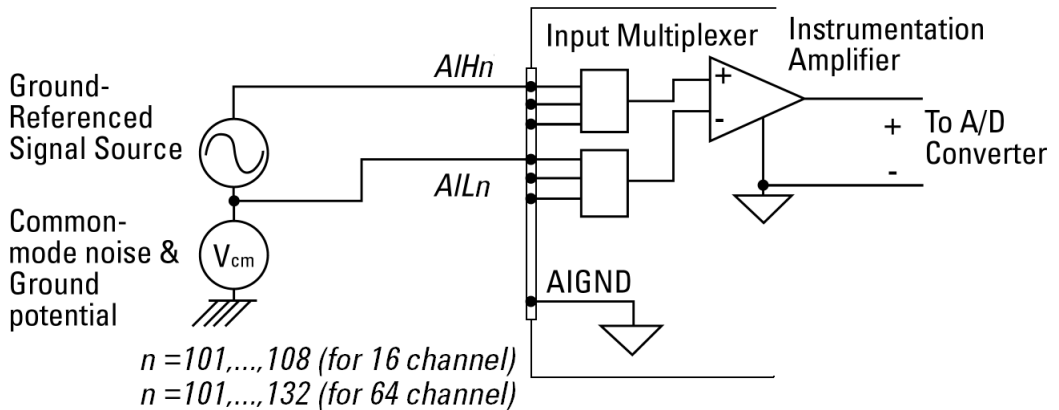 Input Multiplexer
Instrumentation
Amplifier
AIHn
Ground-
Referenced
Signal Source
+
-
+
To A/D
Converter
-
AILn
Common-
mode noise &
Ground
potential
Vcm
AIGND
n =101,...,108 (for 16 channel)
n =101,...,132 (for 64 channel)